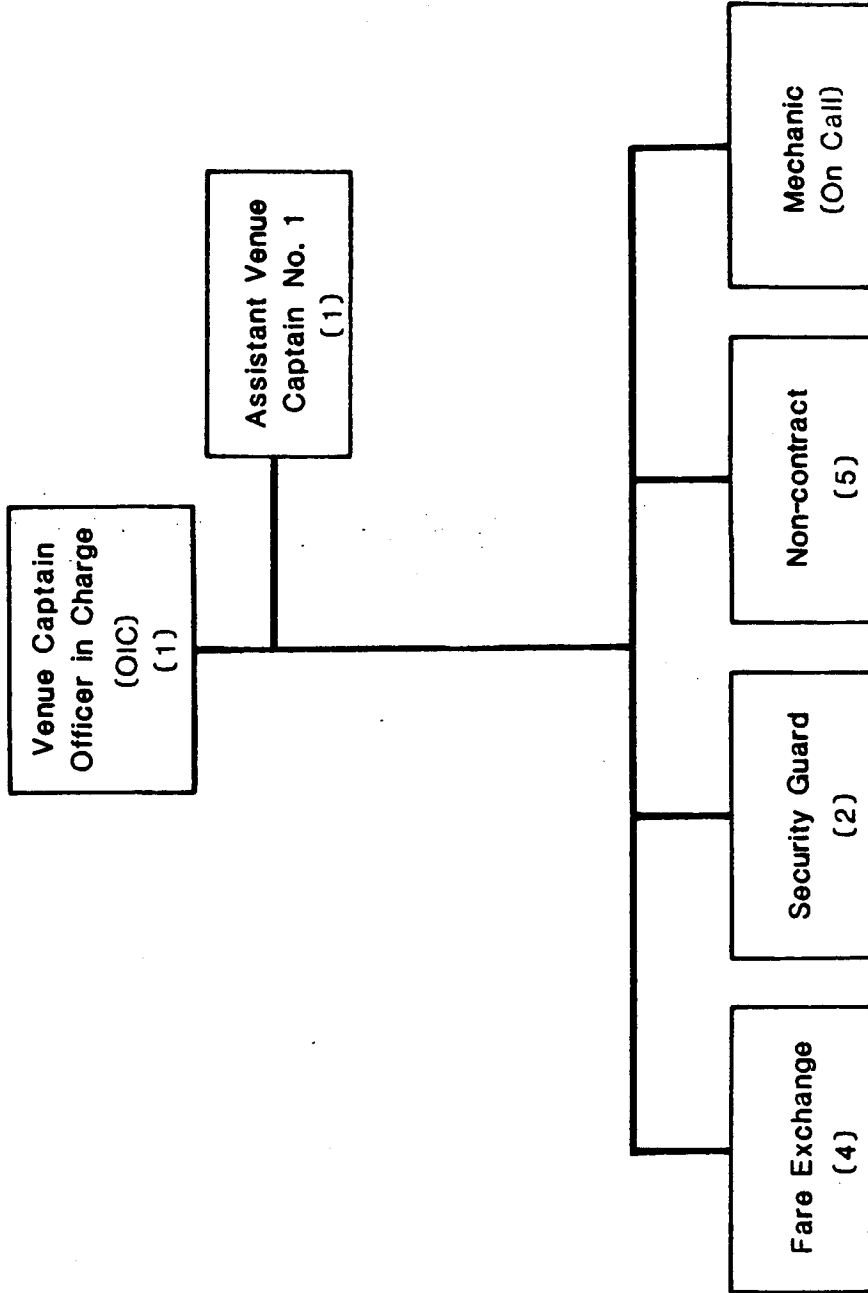 Venue Captain
Officer in Charge
(OIC)
(1)
Assistant Venue
Captain No. 1
(1)
Fare Exchange
(4)
Security Guard
(2)
Non-contract
(5)
Mechanic
(On Call)